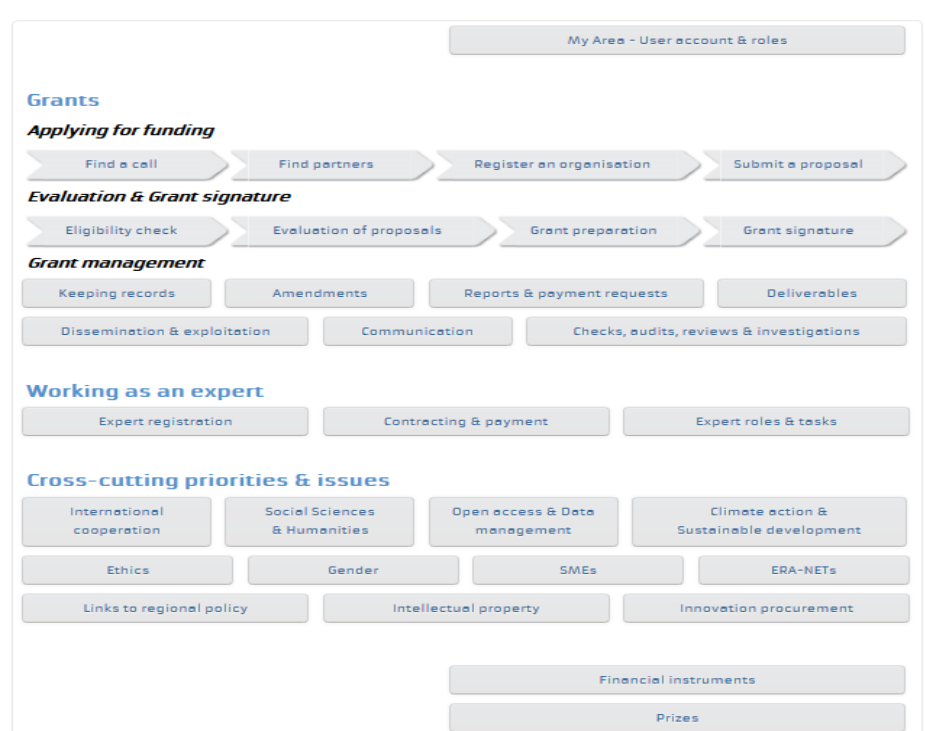 My Area - User account & roles
Grants
Applying for funding
Find a call Find partners Register an organisation Submit a proposal
Evaluation & Grant signature
Eligibility check Evaluation of proposals Grant preparation Grant signature
Grant management
Keeping records Amendments Reports & payment requests Deliverables
Dissemination & exploitation Communication Checks, audits, reviews & investigations
Working as an expert
Expert registration Contracting & payment Expert roles & tasks
Cross-cutting priorities & issues
International Social Sciences Open access & Data Climate action &
cooperation & Humanities management Sustainable development
Ethics Gender SMEs ERA-NETs
Links to regional policy Intellectual property Innovation procurement
Financial instruments
Prizes